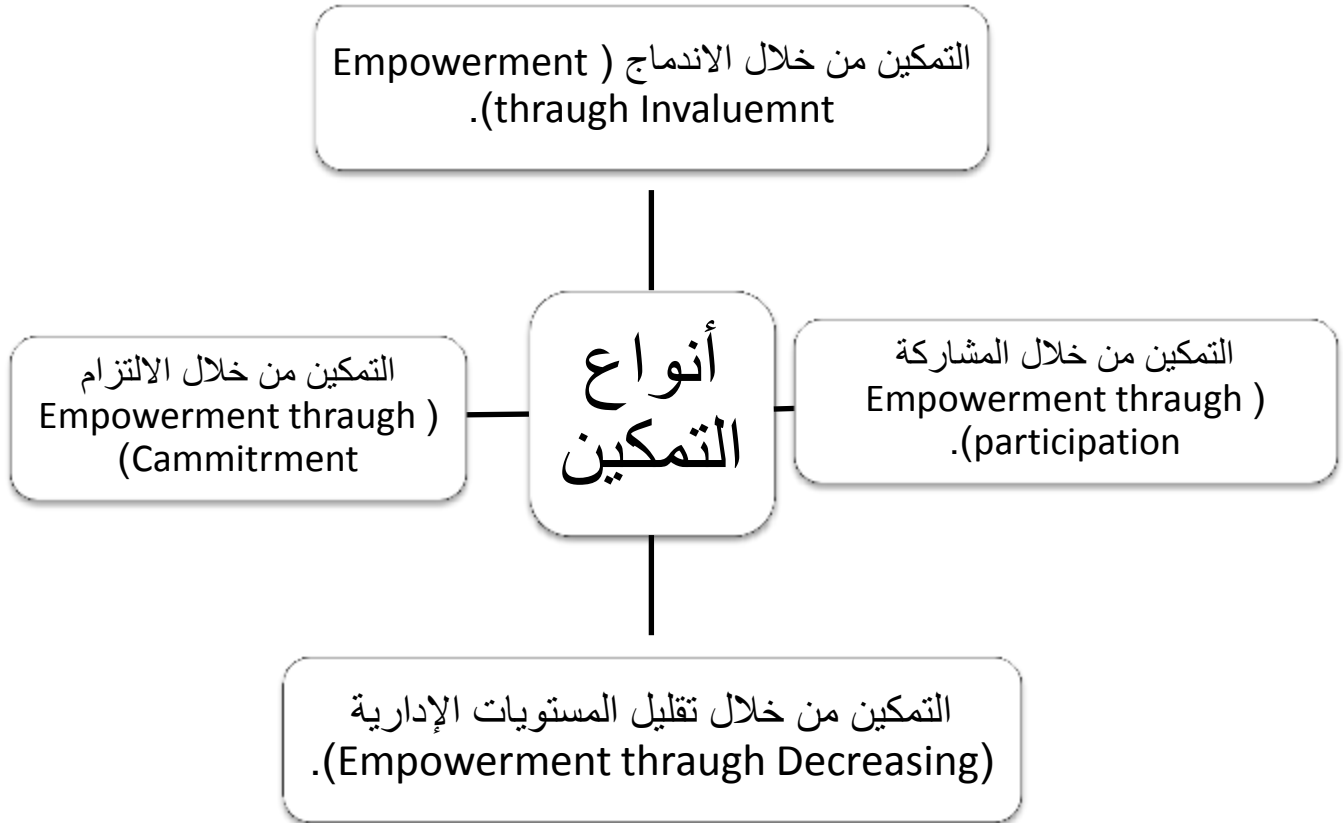 التمكين من خلال الاندماج ( Empowerment
thraugh Invaluemnt).
أنواع
التمكين
التمكين من خلال المشاركة
( Empowerment thraugh
participation).
التمكين من خلال الالتزام
( Empowerment thraugh
Cammitrment)
التمكين من خلال تقليل المستويات الإدارية
(Empowerment thraugh Decreasing).